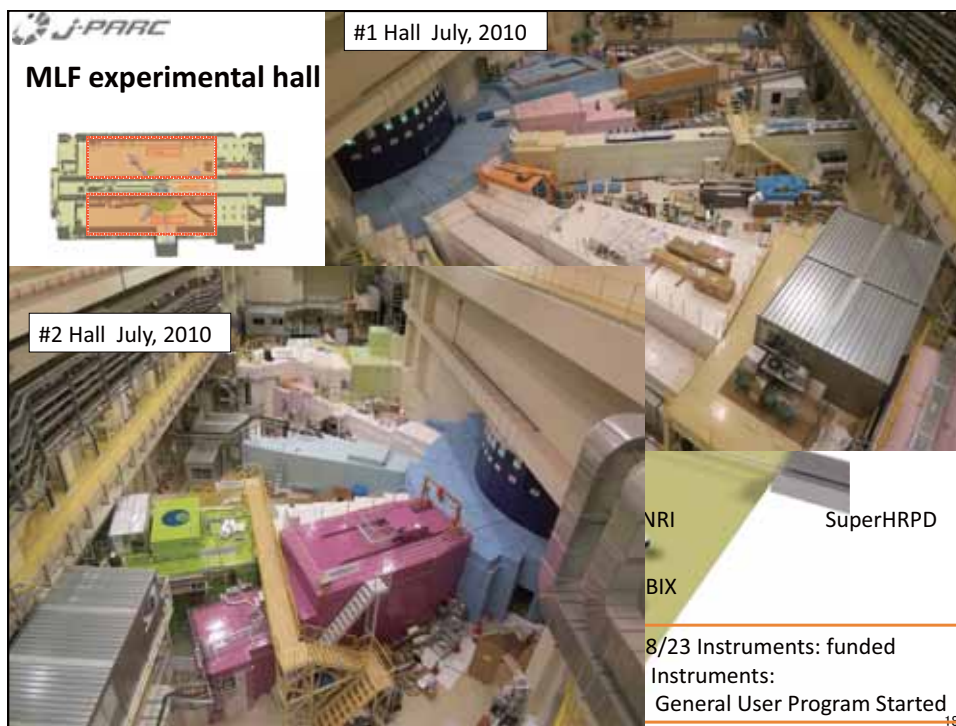 J-PARC
#1 Hall July, 2010
MLF experimental hall
#2 Hall July, 2010
NRI
SuperHRPD
BIX
8/23 Instruments: funded
Instruments:
General User Program Started